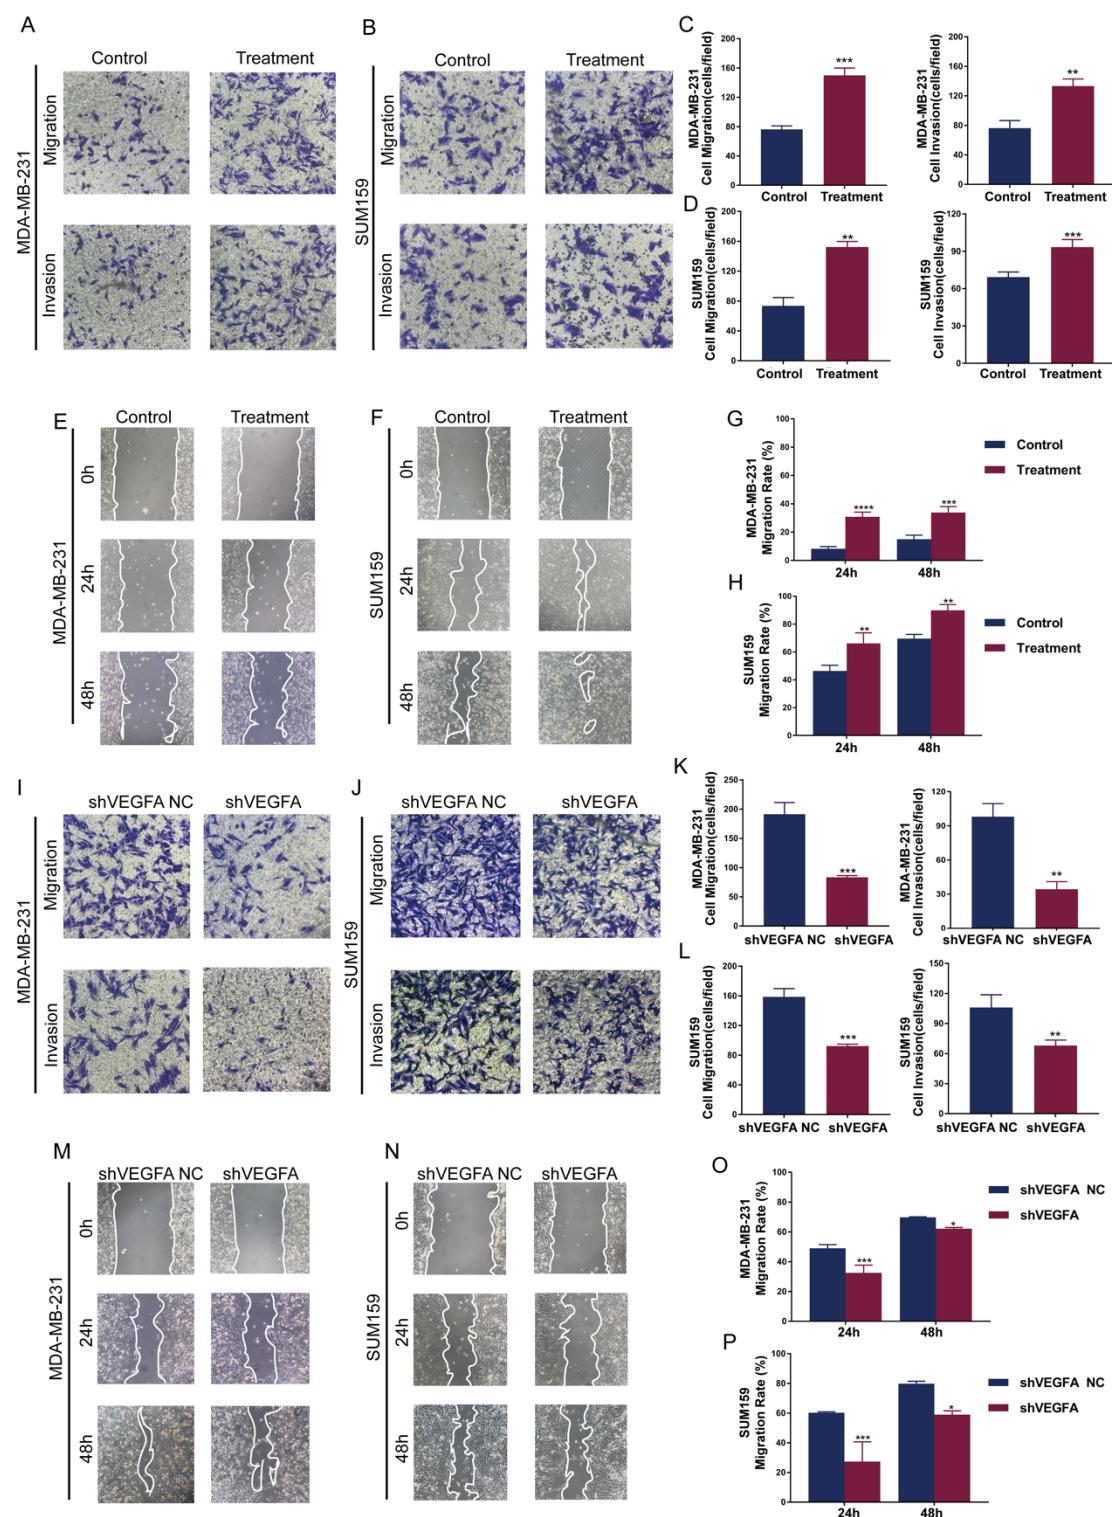 A
Control
Treatment
MDA-MB-231
Migration
Invasion
B
Control
Treatment
SUM159
Migration
Invasion
C
MDA-MB-231
Cell Migration(cells/field)
200
160
120
80
40
0
***
Control
Treatment
MDA-MB-231
Cell Invasion(cells/field)
200
160
120
80
40
0
**
Control
Treatment
D
SUM159
Cell Migration(cells/field)
200
160
120
80
40
0
**
Control
Treatment
SUM159
Cell Invasion(cells/field)
120
90
60
30
0
***
Control
Treatment
E
Control
Treatment
MDA-MB-231
0h
24h
48h
F
Control
Treatment
SUM159
0h
24h
48h
G
MDA-MB-231
Migration Rate (%)
100
80
60
40
20
0
****
***
24h
48h
Control
Treatment
H
SUM159
Migration Rate (%)
100
80
60
40
20
0
**
**
24h
48h
Control
Treatment
I
shVEGFA NC
shVEGFA
MDA-MB-231
Migration
Invasion
J
shVEGFA NC
shVEGFA
SUM159
Migration
Invasion
K
MDA-MB-231
Cell Migration(cells/field)
250
200
150
100
50
0
***
shVEGFA NC
shVEGFA
MDA-MB-231
Cell Invasion(cells/field)
120
90
60
30
0
**
shVEGFA NC
shVEGFA
L
SUM159
Cell Migration(cells/field)
200
160
120
80
40
0
***
shVEGFA NC
shVEGFA
SUM159
Cell Invasion(cells/field)
150
120
90
60
30
0
**
shVEGFA NC
shVEGFA
M
shVEGFA NC
shVEGFA
MDA-MB-231
0h
24h
48h
N
shVEGFA NC
shVEGFA
SUM159
0h
24h
48h
O
MDA-MB-231
Migration Rate (%)
100
80
60
40
20
0
***
*
24h
48h
shVEGFA NC
shVEGFA
P
SUM159
Migration Rate (%)
100
80
60
40
20
0
***
*
24h
48h
shVEGFA NC
shVEGFA